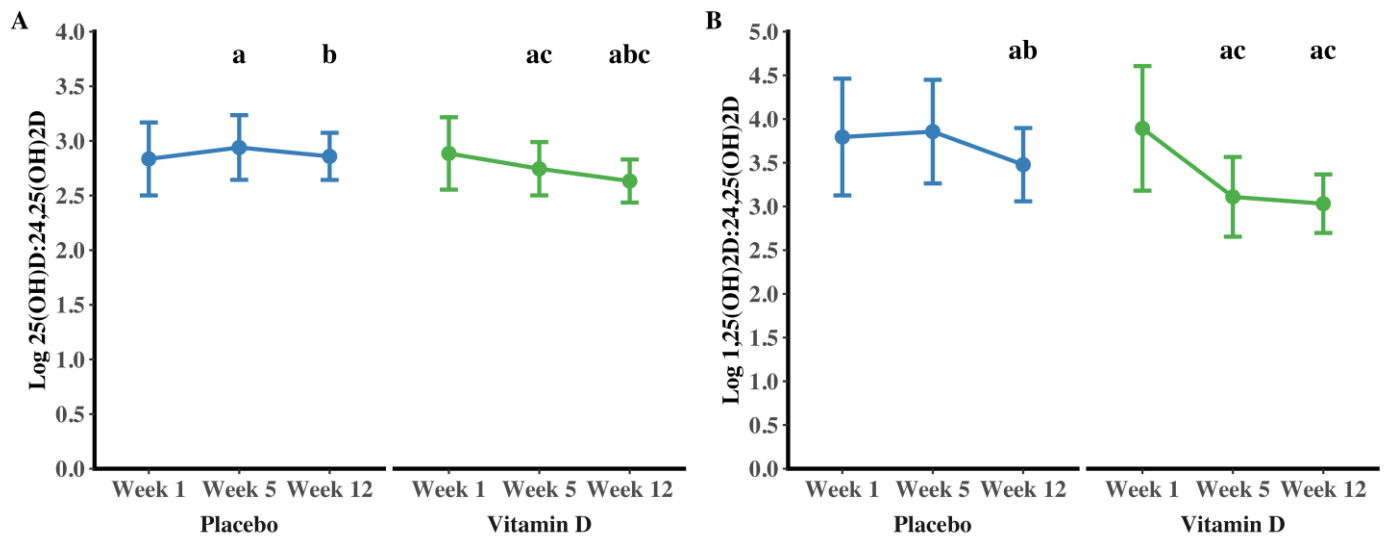 A
Log 25(OH)D:24,25(OH)2D
4.0
3.5
3.0
2.5
2.0
1.5
1.0
0.5
0.0
a b ac abc
Week 1 Week 5 Week 12 Week 1 Week 5 Week 12
Placebo Vitamin D
B
Log 1,25(OH)2D:24,25(OH)2D
5.0
4.5
4.0
3.5
3.0
2.5
2.0
1.5
1.0
0.5
0.0
ab ac ac
Week 1 Week 5 Week 12 Week 1 Week 5 Week 12
Placebo Vitamin D